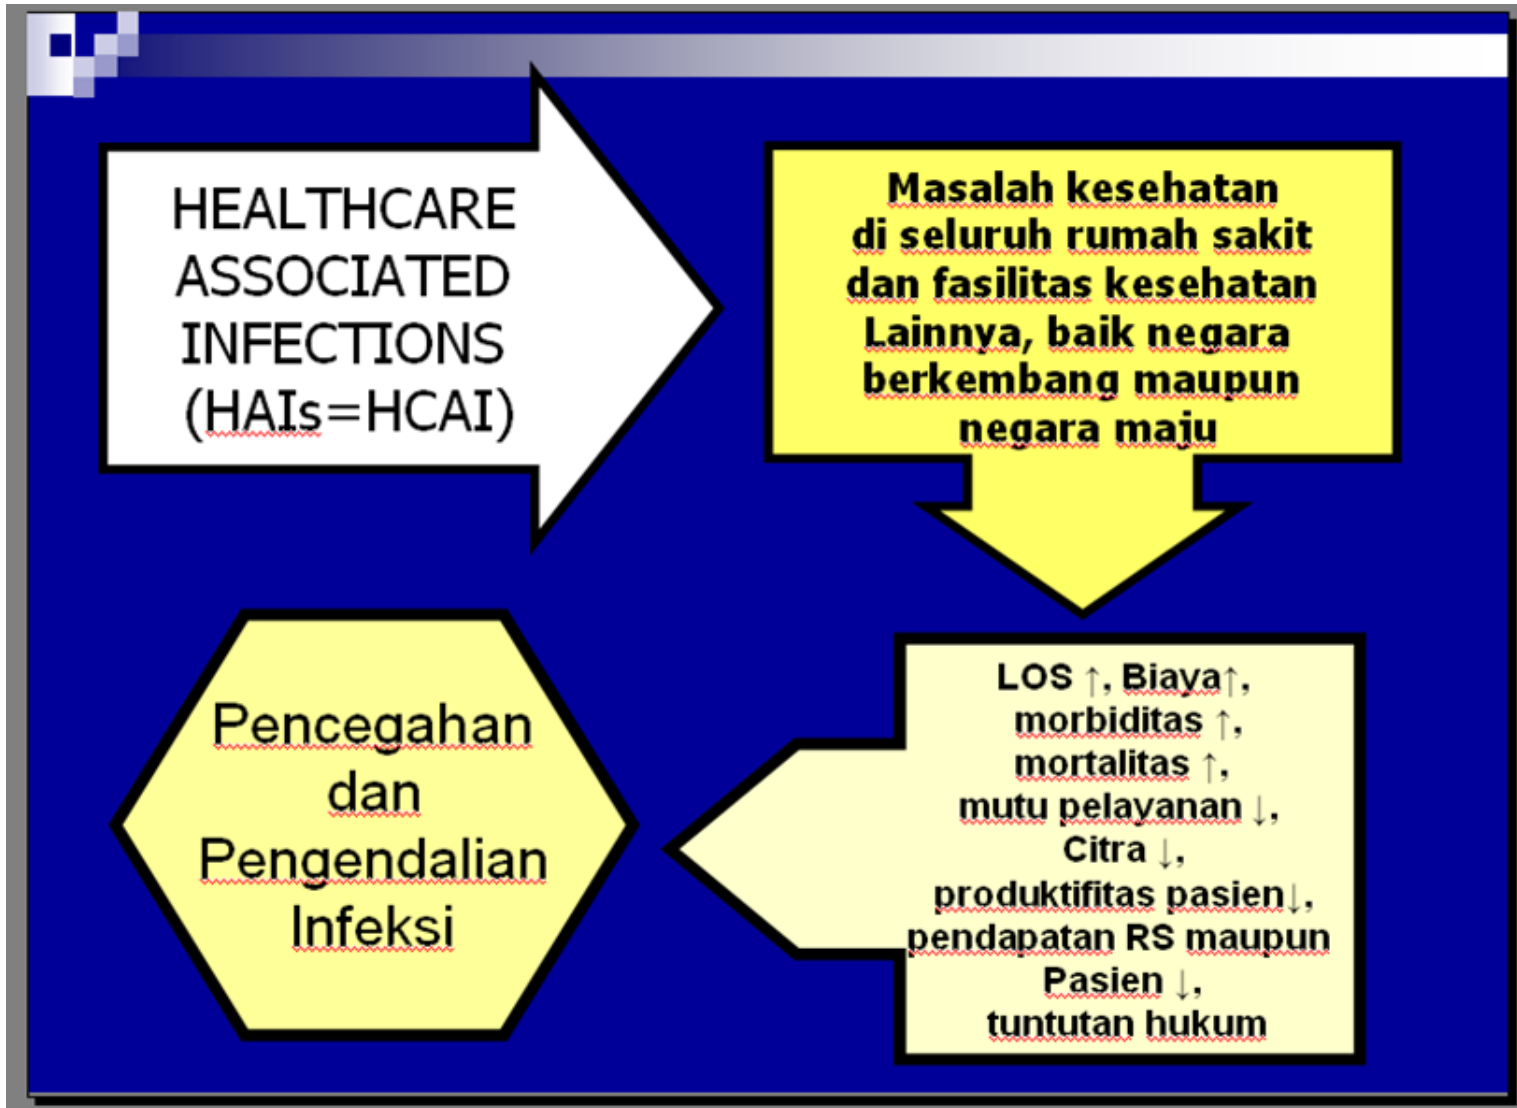 HEALTHCARE
ASSOCIATED
INFECTIONS
(HAIs=HCAI)
Masalah kesehatan
di seluruh rumah sakit
dan fasilitas kesehatan
Lainnya, baik negara
berkembang maupun
negara maju
LOS ↑, Biaya↑,
morbiditas ↑,
mortalitas ↑,
mutu pelayanan ↓,
Citra ↓,
produktifitas pasien↓,
pendapatan RS maupun
Pasien ↓,
tuntutan hukum
Pencegahan
dan
Pengendalian
Infeksi